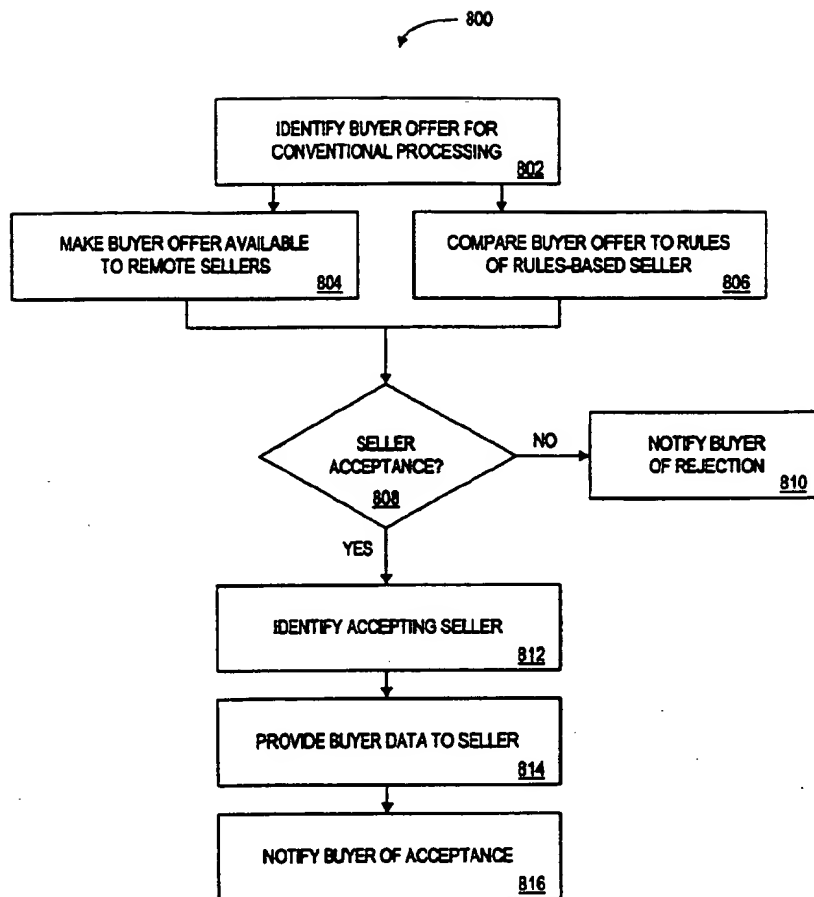 800
IDENTIFY BUYER OFFER FOR
CONVENTIONAL PROCESSING
802
MAKE BUYER OFFER AVAILABLE
TO REMOTE SELLERS
804
COMPARE BUYER OFFER TO RULES
OF RULES-BASED SELLER
806
SELLER
ACCEPTANCE?
808
NO
NOTIFY BUYER
OF REJECTION
810
YES
IDENTIFY ACCEPTING SELLER
812
PROVIDE BUYER DATA TO SELLER
814
NOTIFY BUYER OF ACCEPTANCE
816